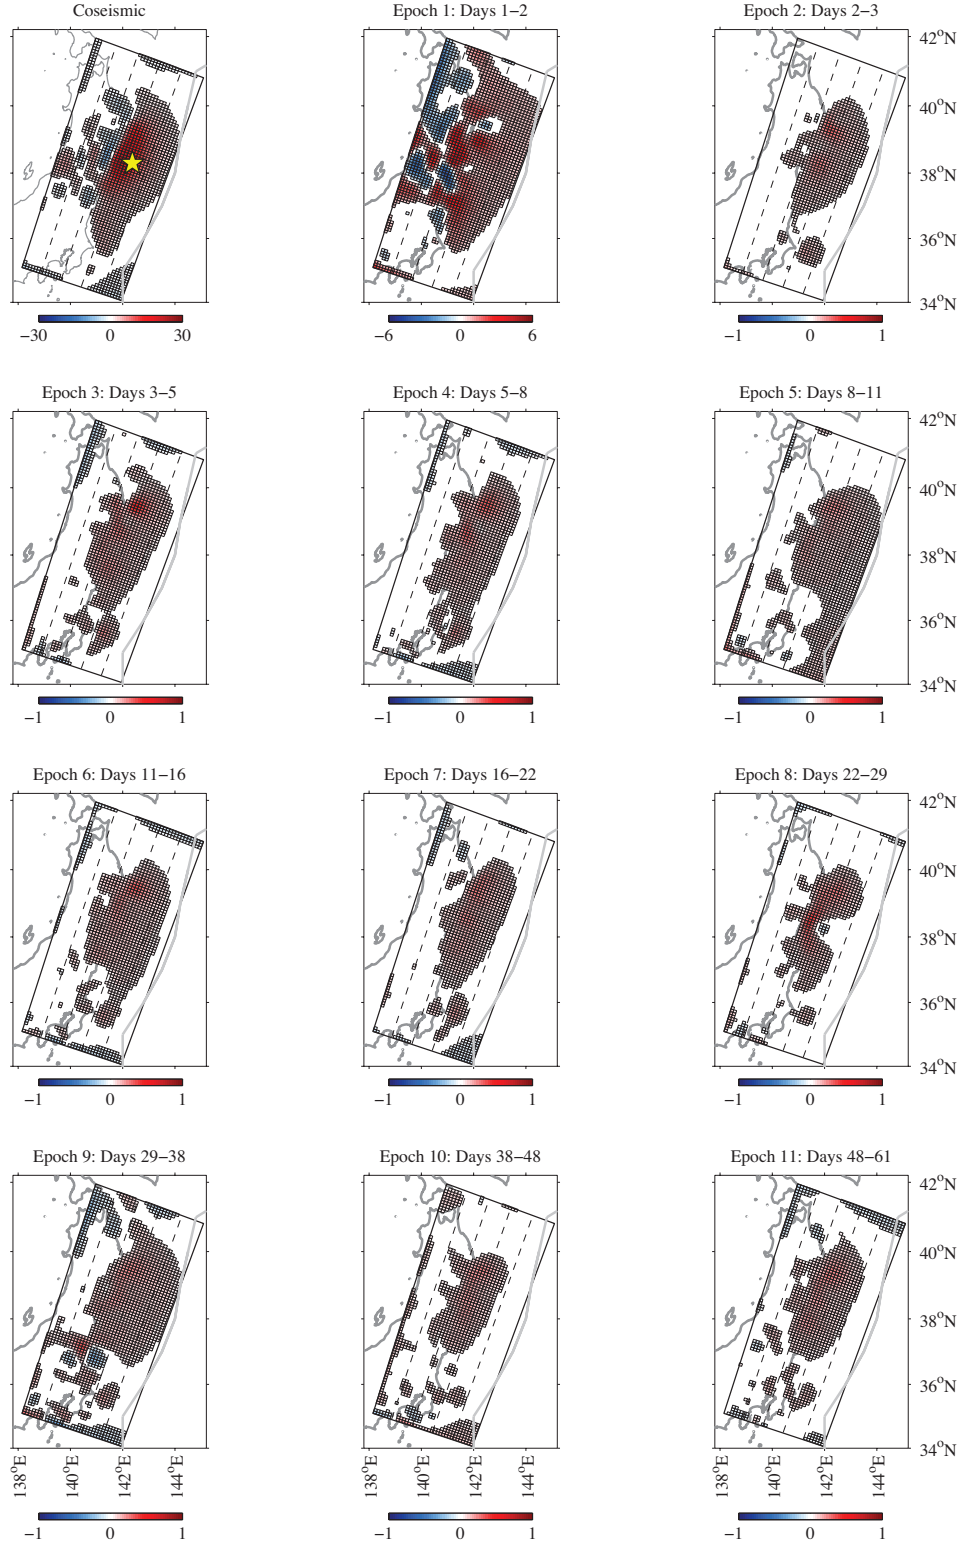 Coseismic Epoch 1: Days 1−2 Epoch 2: Days 2−3
42°N
40°N
38°N
36°N
34°N
−30 0 30 −6 0 6 −1 0 1
Epoch 3: Days 3−5 Epoch 4: Days 5−8 Epoch 5: Days 8−11
42°N
40°N
38°N
36°N
34°N
−1 0 1 −1 0 1 −1 0 1
Epoch 6: Days 11−16 Epoch 7: Days 16−22 Epoch 8: Days 22−29
42°N
40°N
38°N
36°N
34°N
−1 0 1 −1 0 1 −1 0 1
Epoch 9: Days 29−38 Epoch 10: Days 38−48 Epoch 11: Days 48−61
42°N
40°N
38°N
36°N
34°N
138°E 140°E 142°E 144°E 138°E 140°E 142°E 144°E 138°E 140°E 142°E 144°E
−1 0 1 −1 0 1 −1 0 1